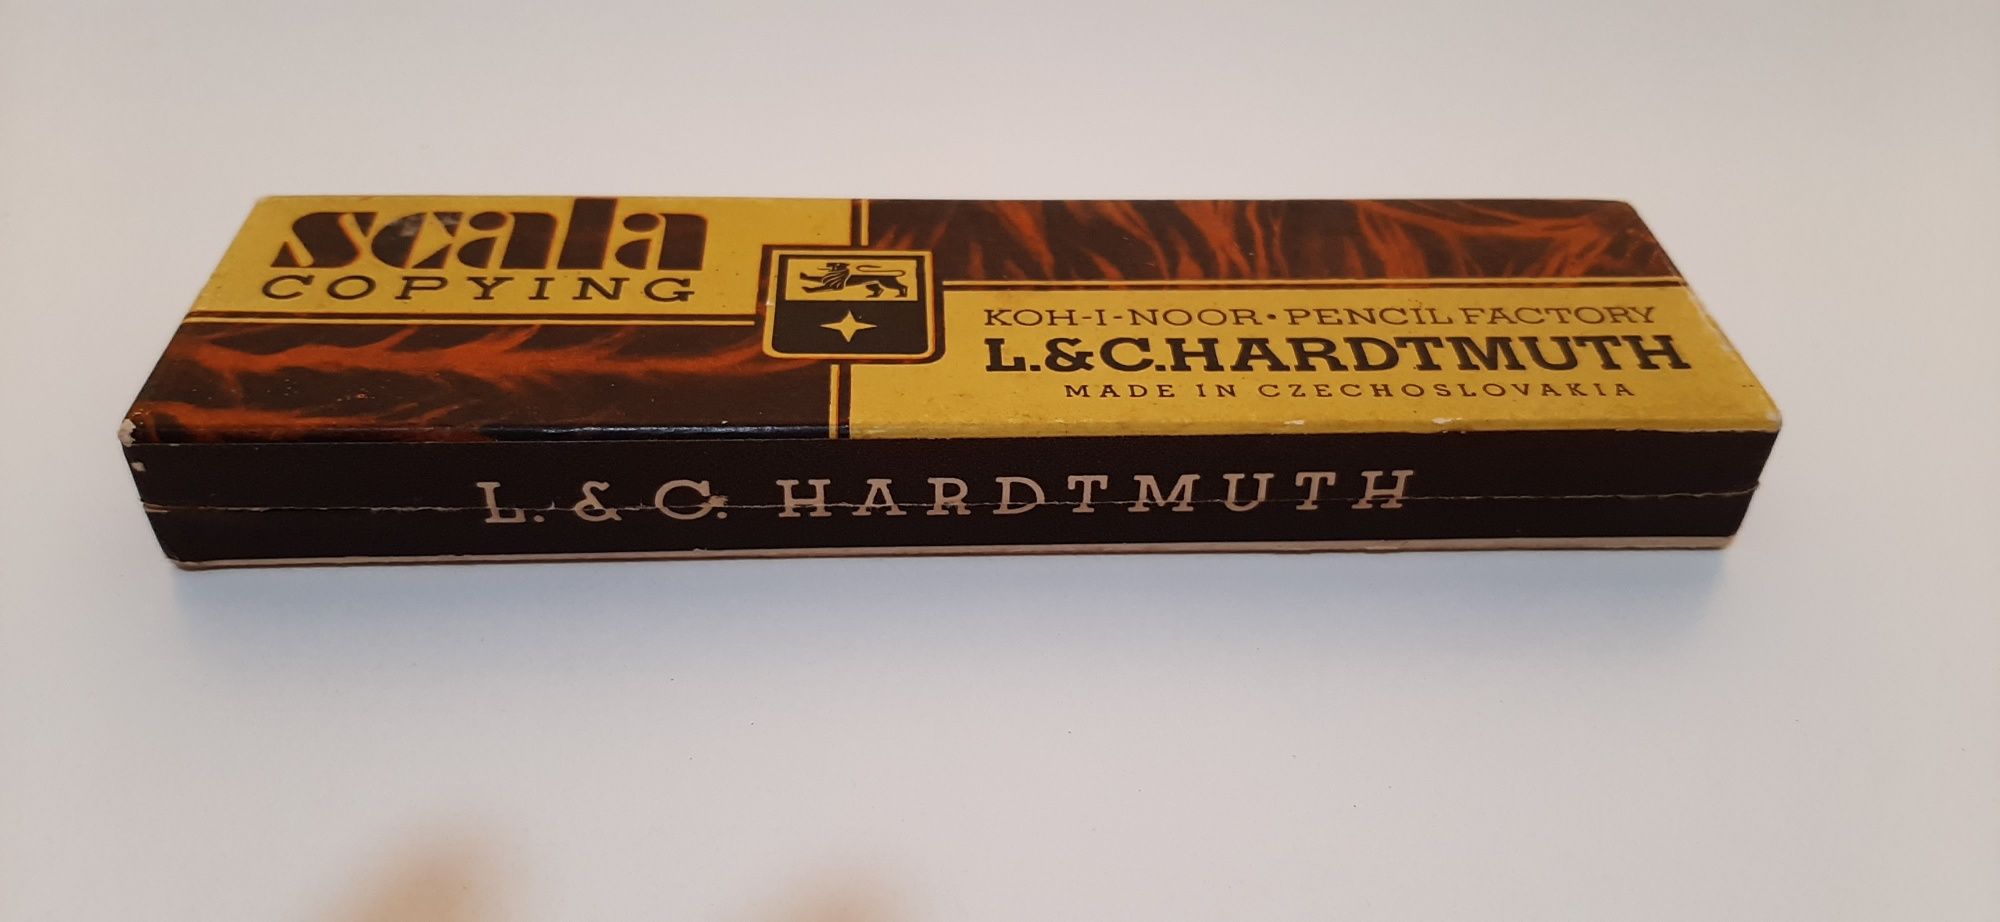 scala
COPYING
KOH-I-NOOR • PENCIL FACTORY
L.&C.HARDTMUTH
MADE IN CZECHOSLOVAKIA
L. & C. HARDTMUTH